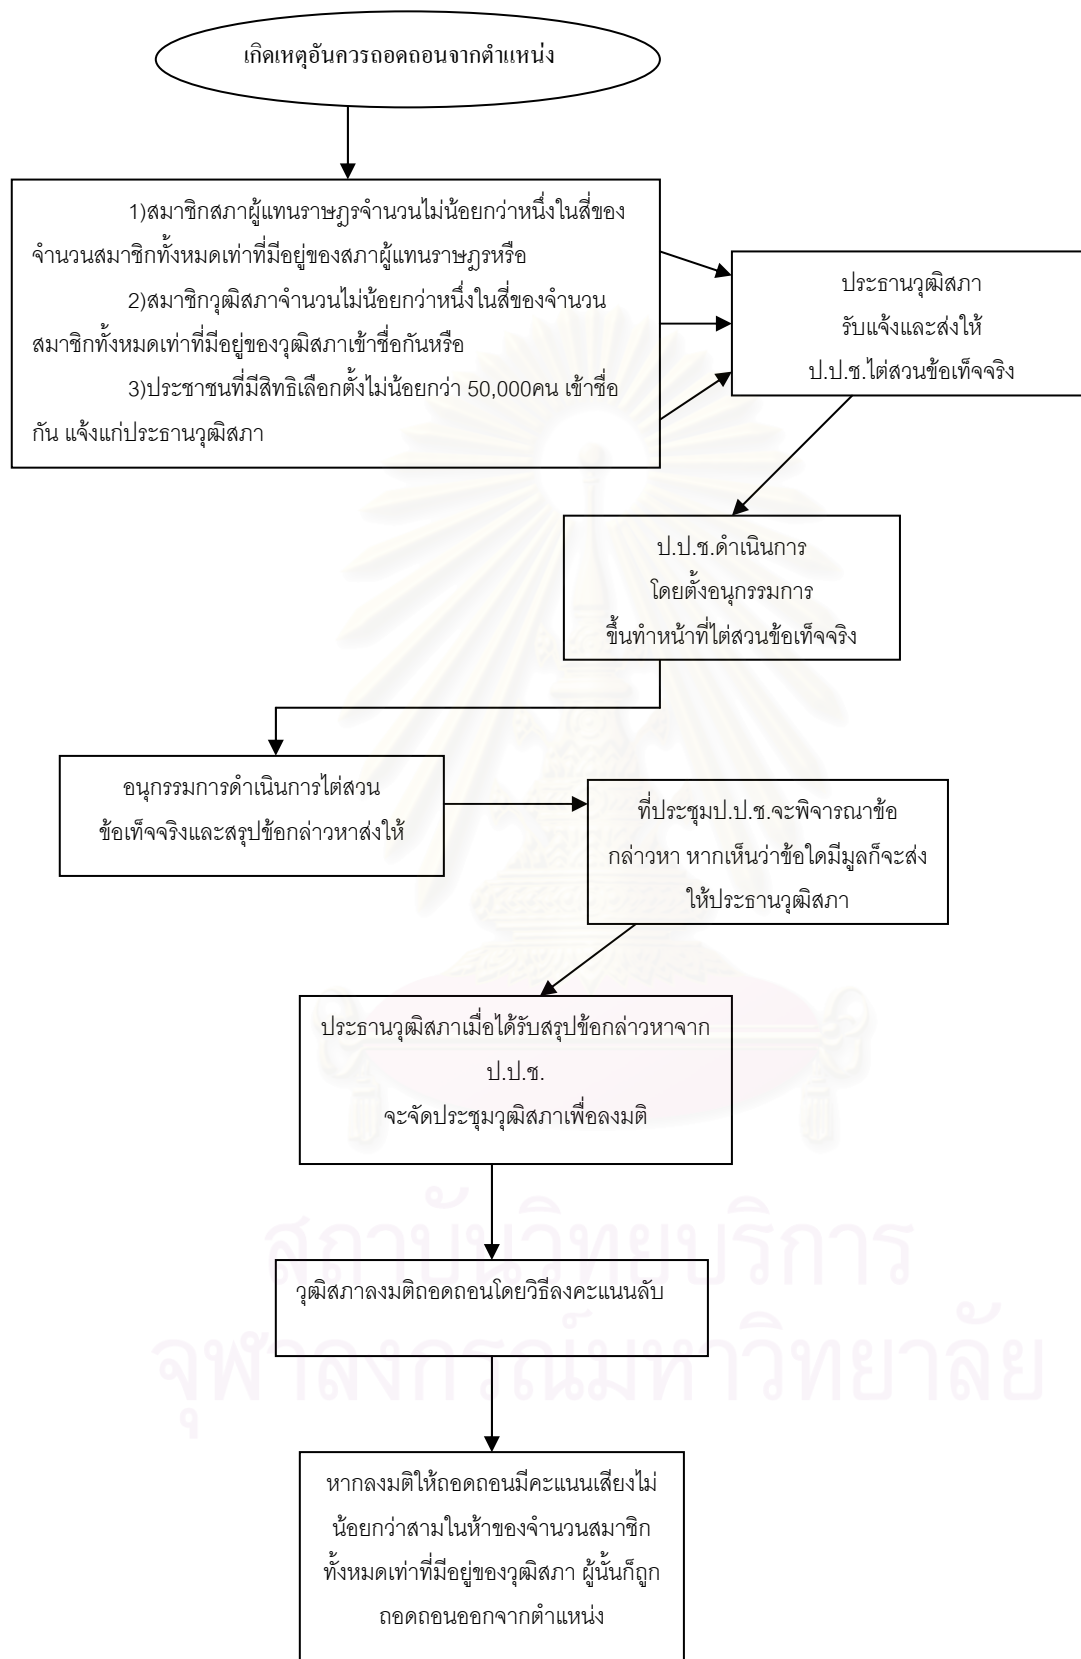 เกิดเหตุอันควรถอดถอนจากตำแหน่ง
1)สมาชิกสภาผู้แทนราษฎรจำนวนไม่น้อยกว่าหนึ่งในสี่ของ
จำนวนสมาชิกทั้งหมดเท่าที่มีอยู่ของสภาผู้แทนราษฎรหรือ
2)สมาชิกวุฒิสภาจำนวนไม่น้อยกว่าหนึ่งในสี่ของจำนวน
สมาชิกทั้งหมดเท่าที่มีอยู่ของวุฒิสภาเข้าชื่อกันหรือ
3)ประชาชนที่มีสิทธิเลือกตั้งไม่น้อยกว่า 50,000คน เข้าชื่อ
กัน แจ้งแก่ประธานวุฒิสภา
ประธานวุฒิสภา
รับแจ้งและส่งให้
ป.ป.ช.ไต่สวนข้อเท็จจริง
ป.ป.ช.ดำเนินการ
โดยตั้งอนุกรรมการ
ขึ้นทำหน้าที่ไต่สวนข้อเท็จจริง
อนุกรรมการดำเนินการไต่สวน
ข้อเท็จจริงและสรุปข้อกล่าวหาส่งให้
ที่ประชุมป.ป.ช.จะพิจารณาข้อ
กล่าวหา หากเห็นว่าข้อใดมีมูลก็จะส่ง
ให้ประธานวุฒิสภา
ประธานวุฒิสภาเมื่อได้รับสรุปข้อกล่าวหาจาก
ป.ป.ช.
จะจัดประชุมวุฒิสภาเพื่อลงมติ
วุฒิสภาลงมติถอดถอนโดยวิธีลงคะแนนลับ
หากลงมติให้ถอดถอนมีคะแนนเสียงไม่
น้อยกว่าสามในห้าของจำนวนสมาชิก
ทั้งหมดเท่าที่มีอยู่ของวุฒิสภา ผู้นั้นก็ถูก
ถอดถอนออกจากตำแหน่ง
สถาบันวิทยบริการ
จุฬาลงกรณ์มหาวิทยาลัย